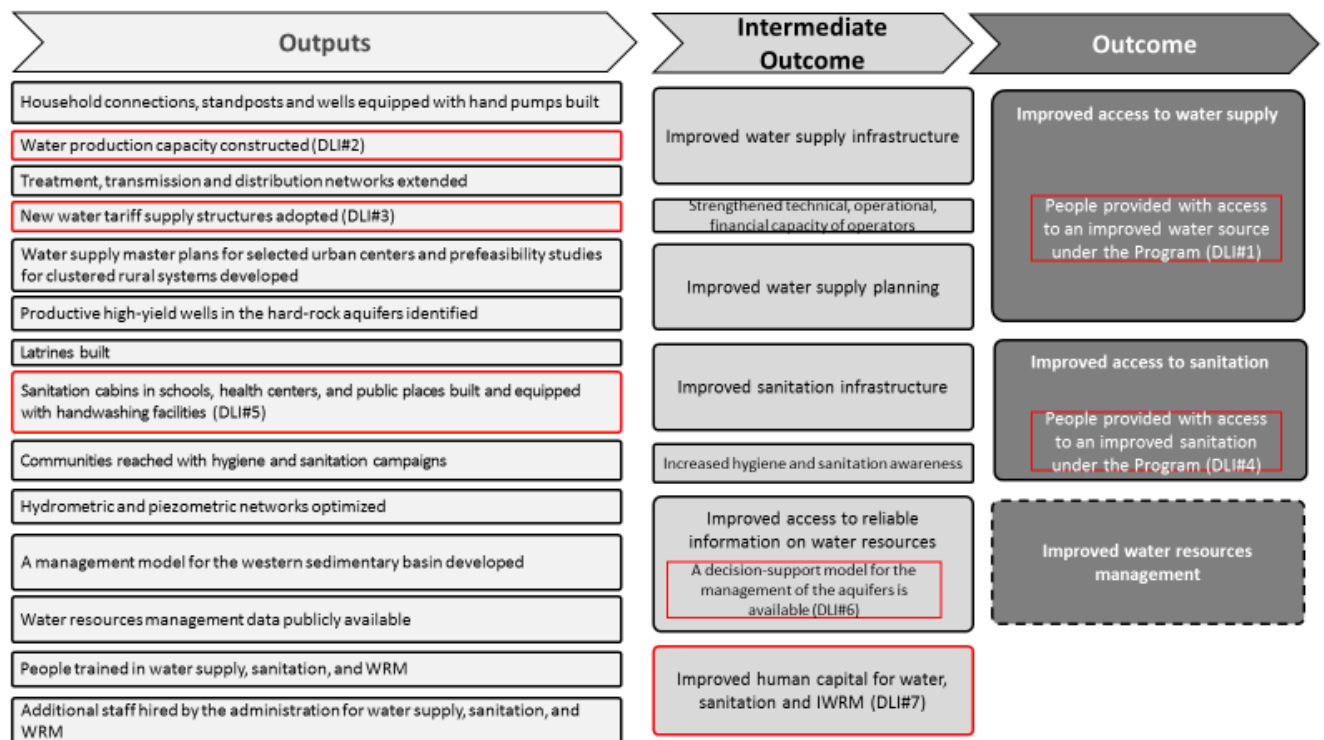 Outputs
Household connections, standposts and wells equipped with hand pumps built
Water production capacity constructed (DLI#2)
Treatment, transmission and distribution networks extended
New water tariff supply structures adopted (DLI#3)
Water supply master plans for selected urban centers and prefeasibility studies
for clustered rural systems developed
Productive high-yield wells in the hard-rock aquifers identified
Latrines built
Sanitation cabins in schools, health centers, and public places built and equipped
with handwashing facilities (DLI#5)
Communities reached with hygiene and sanitation campaigns
Hydrometric and piezometric networks optimized
A management model for the western sedimentary basin developed
Water resources management data publicly available
People trained in water supply, sanitation, and WRM
Additional staff hired by the administration for water supply, sanitation, and
WRM
Intermediate
Outcome
Improved water supply infrastructure
Strengthened technical, operational,
financial capacity of operators
Improved water supply planning
Improved sanitation infrastructure
Increased hygiene and sanitation awareness
Improved access to reliable
information on water resources
A decision-support model for the
management of the aquifers is
available (DLI#6)
Improved human capital for water,
sanitation and IWRM (DLI#7)
Outcome
Improved access to water supply
People provided with access
to an improved water source
under the Program (DLI#1)
Improved access to sanitation
People provided with access
to an improved sanitation
under the Program (DLI#4)
Improved water resources
management